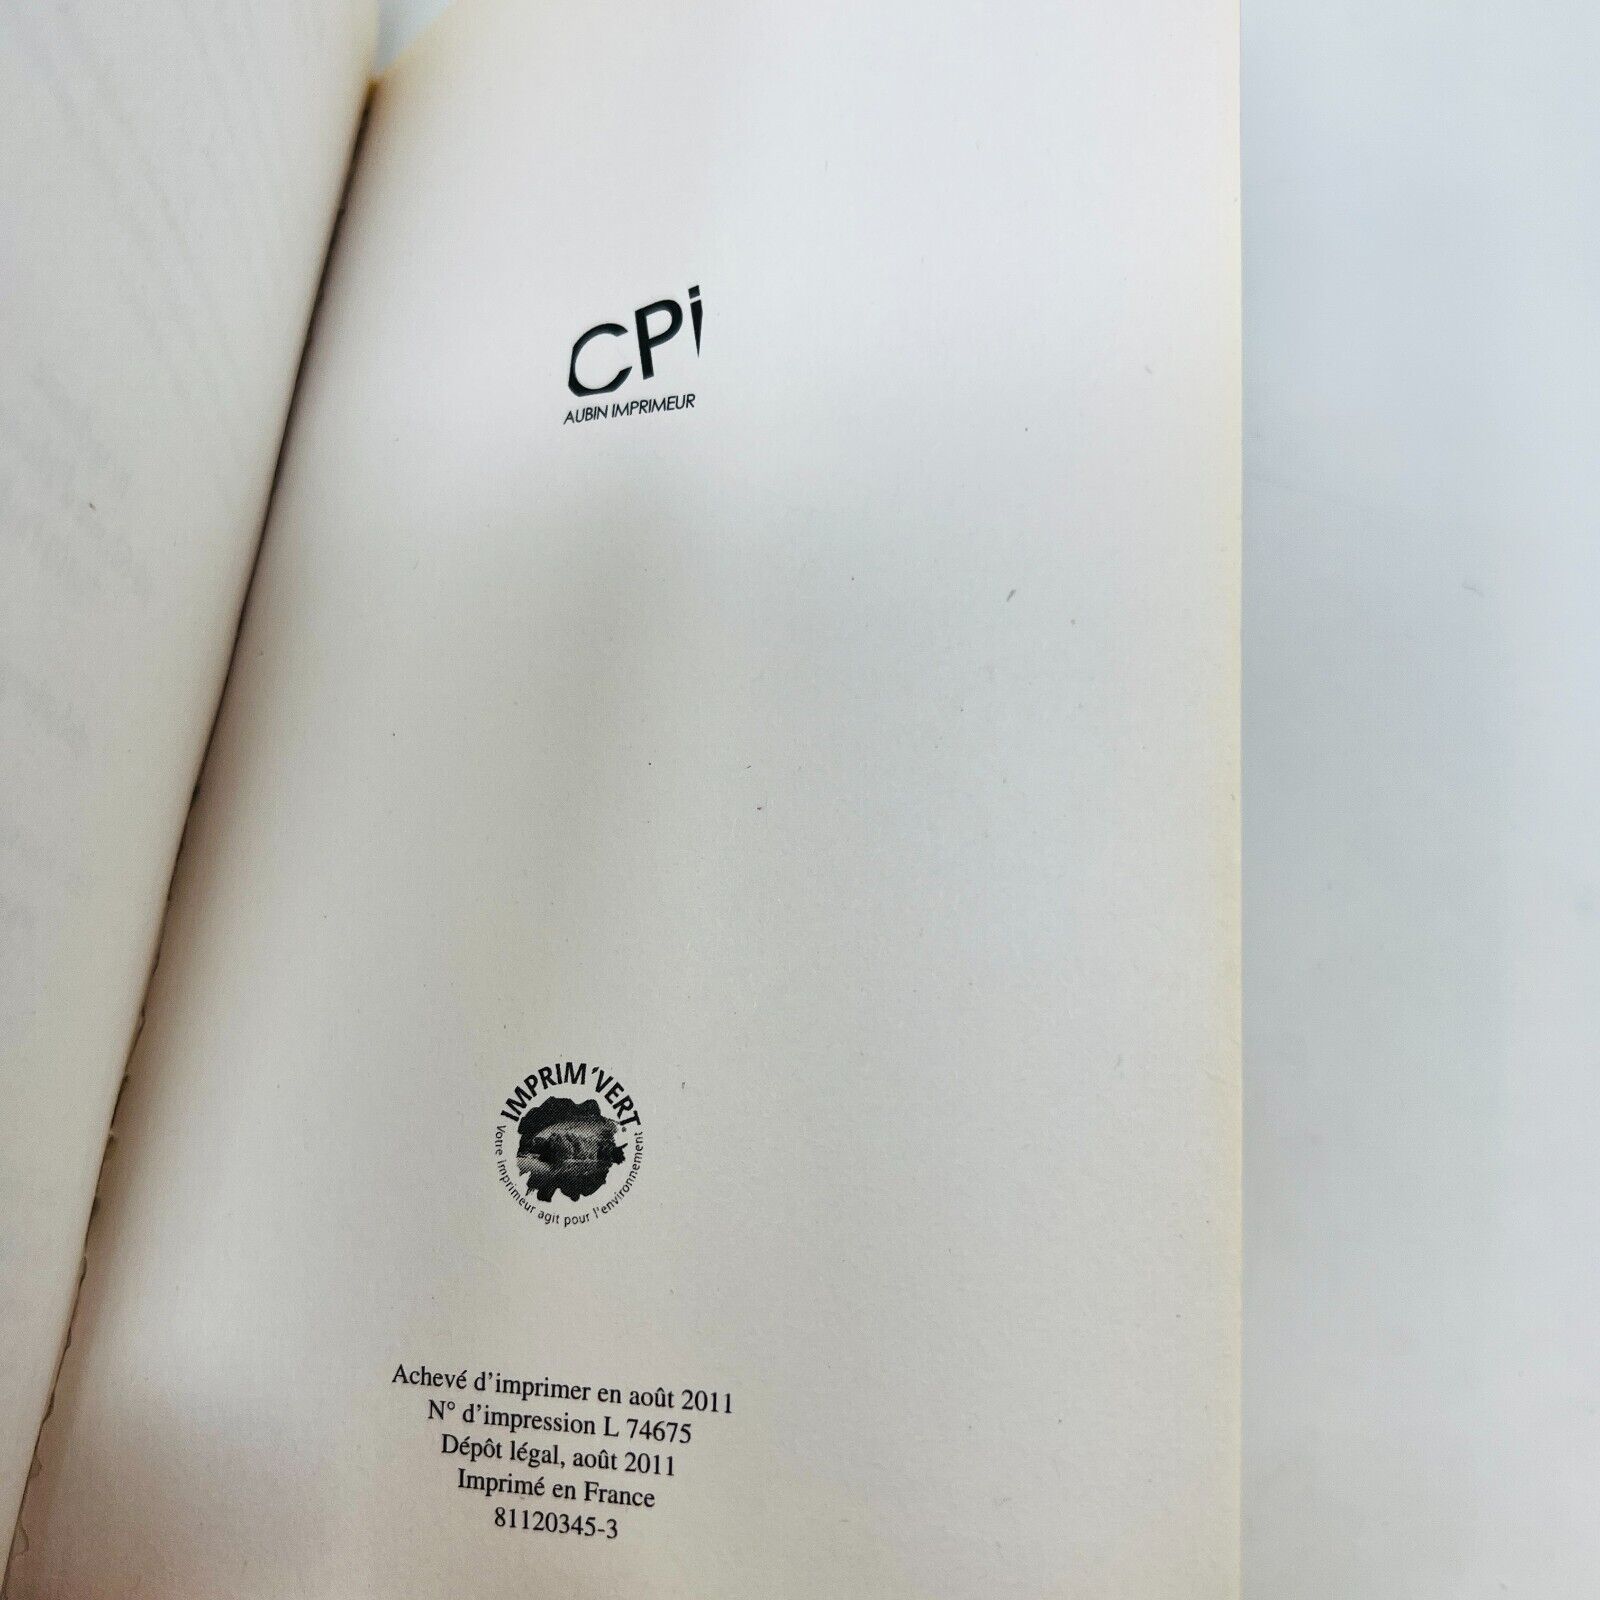 CPi
AUBIN IMPRIMEUR
IMPRIM'VERT®
Votre imprimeur agit pour l'environnement
Achevé d'imprimer en août 2011
N° d'impression L 74675
Dépôt légal, août 2011
Imprimé en France
81120345-3